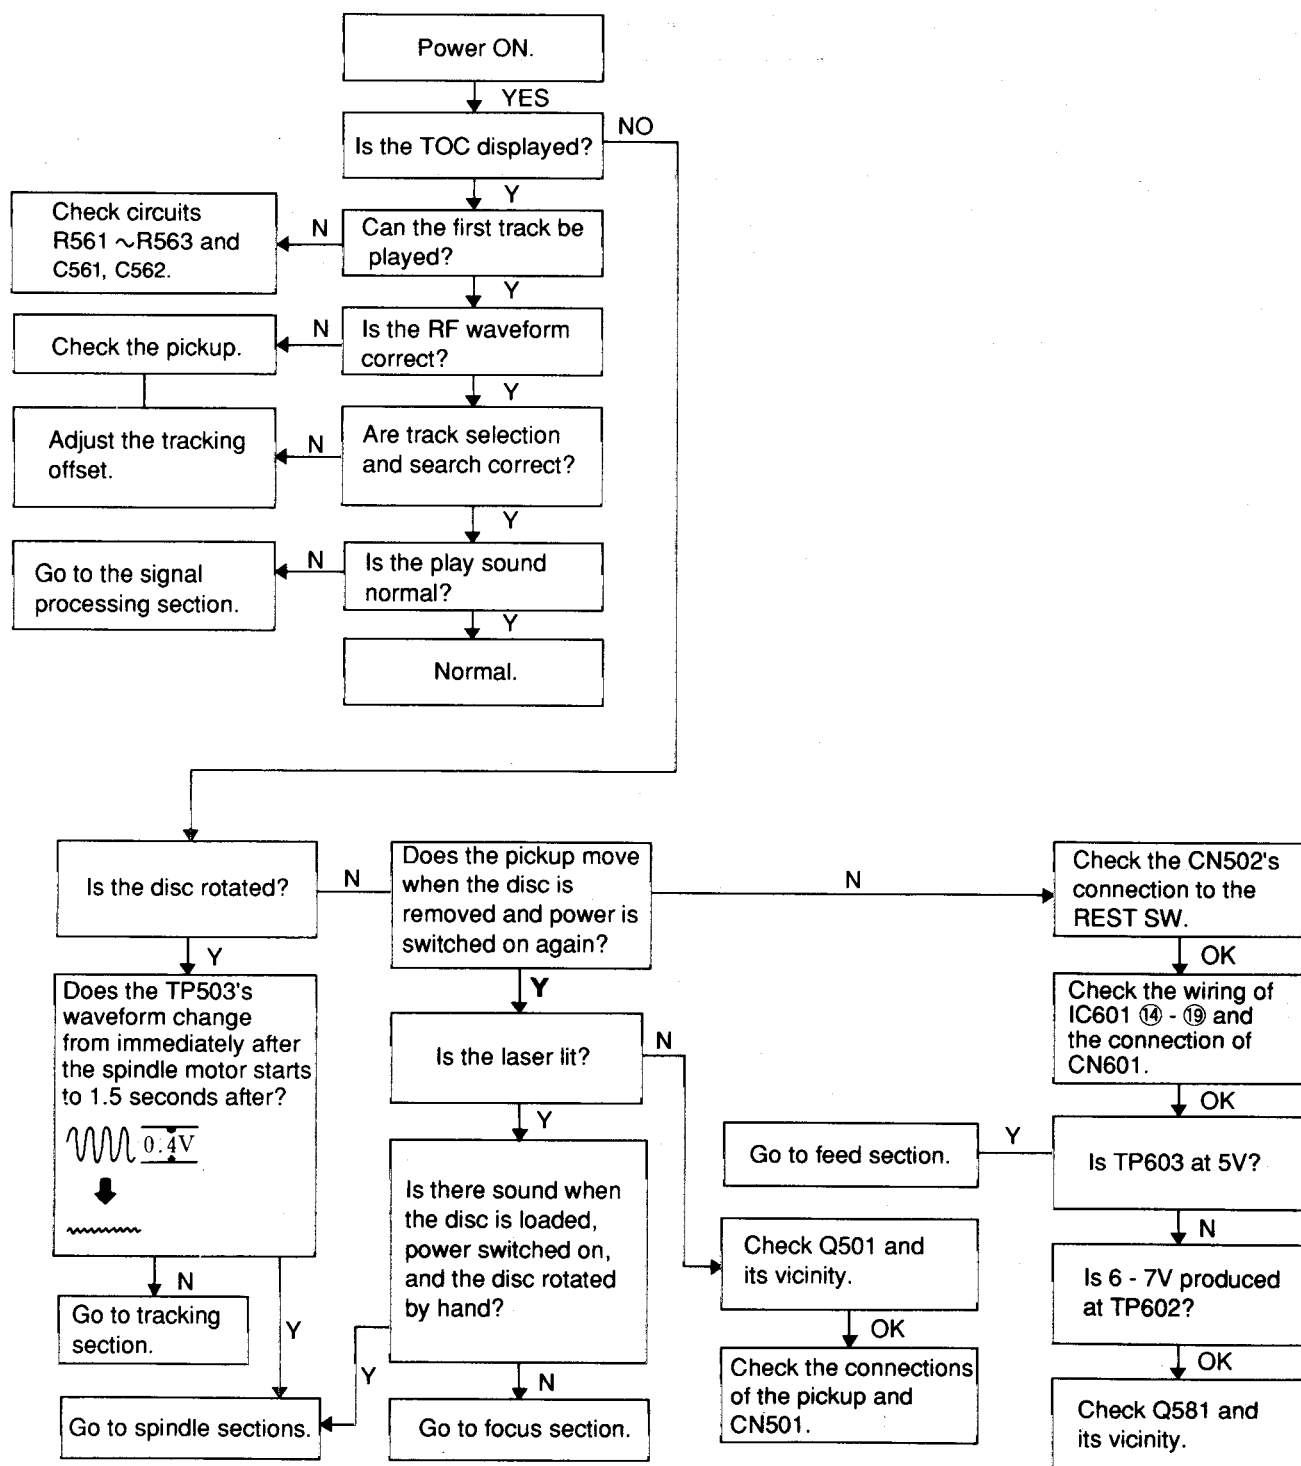 Power ON.
YES
Is the TOC displayed?
NO
Y
Check circuits
R561 ~R563 and
C561, C562.
N
Can the first track be
played?
Y
Check the pickup.
N
Is the RF waveform
correct?
Y
Adjust the tracking
offset.
N
Are track selection
and search correct?
Y
Go to the signal
processing section.
N
Is the play sound
normal?
Y
Normal.
Is the disc rotated?
N
Does the pickup move
when the disc is
removed and power is
switched on again?
N
Check the CN502's
connection to the
REST SW.
Y
Y
OK
Does the TP503's
waveform change
from immediately after
the spindle motor starts
to 1.5 seconds after?
0.4V
Is the laser lit?
N
Check the wiring of
IC601 ⑭ - ⑲ and
the connection of
CN601.
Y
OK
Go to feed section.
Y
Is TP603 at 5V?
Is there sound when
the disc is loaded,
power switched on,
and the disc rotated
by hand?
N
Check Q501 and
its vicinity.
Is 6 - 7V produced
at TP602?
N
Go to tracking
section.
Y
Y
OK
OK
N
Check the connections
of the pickup and
CN501.
Go to spindle sections.
Go to focus section.
Check Q581 and
its vicinity.